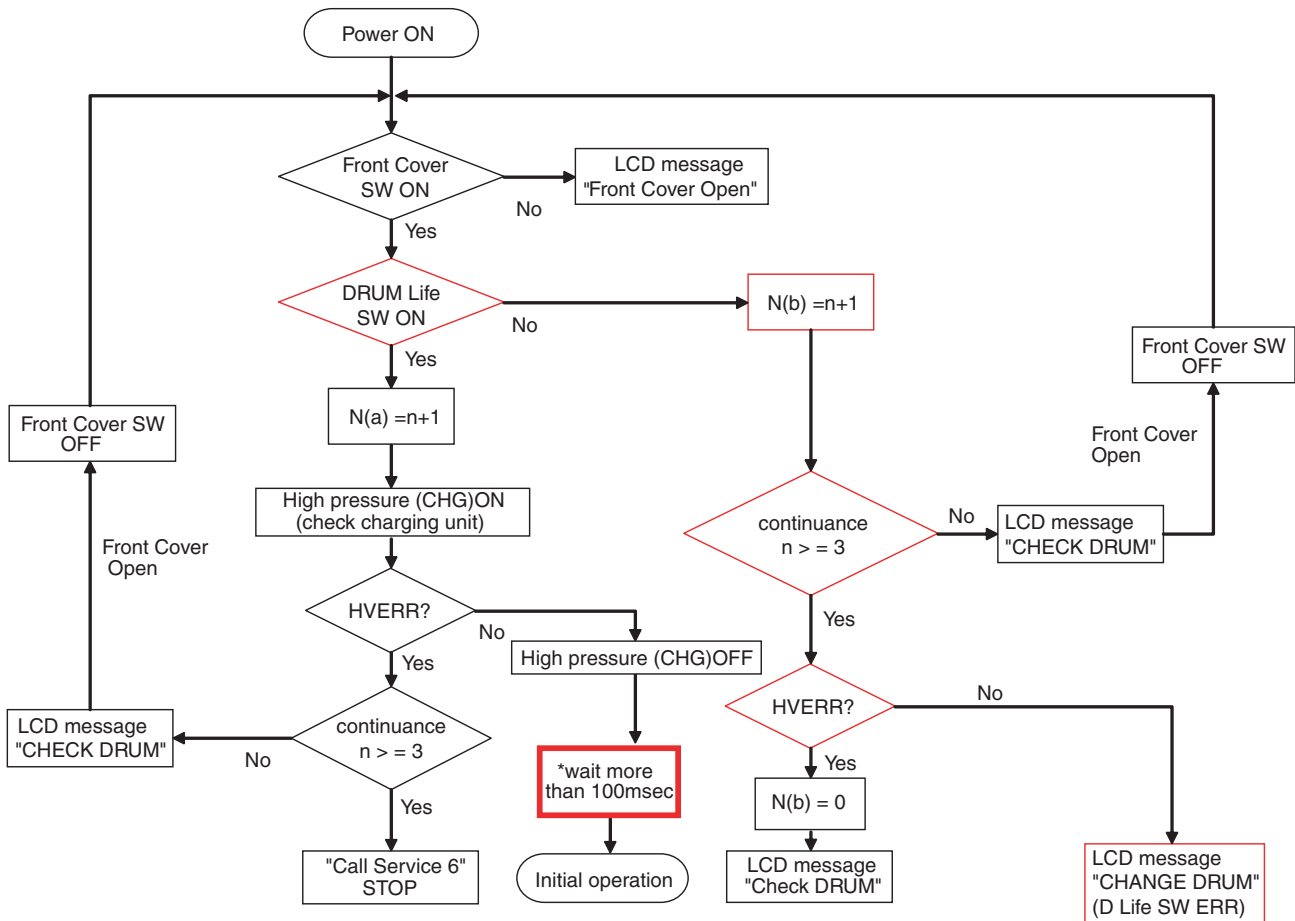 Power ON
Front Cover
SW ON
No
LCD message
"Front Cover Open"
Yes
DRUM Life
SW ON
No
N(b) =n+1
Yes
N(a) =n+1
Front Cover SW
OFF
Front Cover SW
OFF
Front Cover
Open
High pressure (CHG)ON
(check charging unit)
continuance
n > = 3
No
LCD message
"CHECK DRUM"
Front Cover
Open
HVERR?
No
High pressure (CHG)OFF
Yes
Yes
HVERR?
No
LCD message
"CHECK DRUM"
No
continuance
n > = 3
*wait more
than 100msec
Yes
N(b) = 0
Yes
"Call Service 6"
STOP
Initial operation
LCD message
"Check DRUM"
LCD message
"CHANGE DRUM"
(D Life SW ERR)